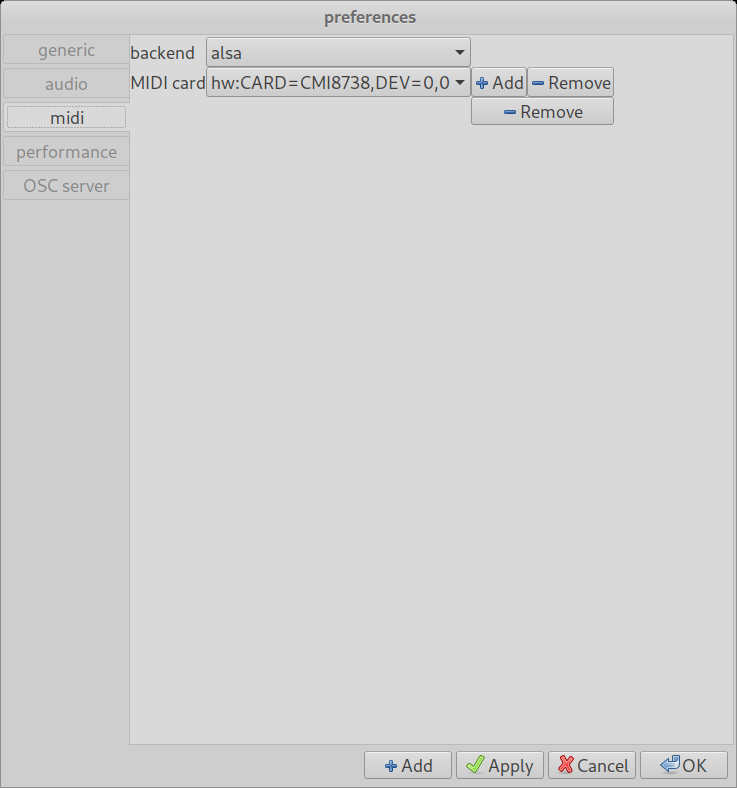 preferences
generic
audio
midi
performance
OSC server
backend alsa
MIDI card hw:CARD=CMI8738,DEV=0,0 Add Remove
Remove
Add Apply Cancel OK